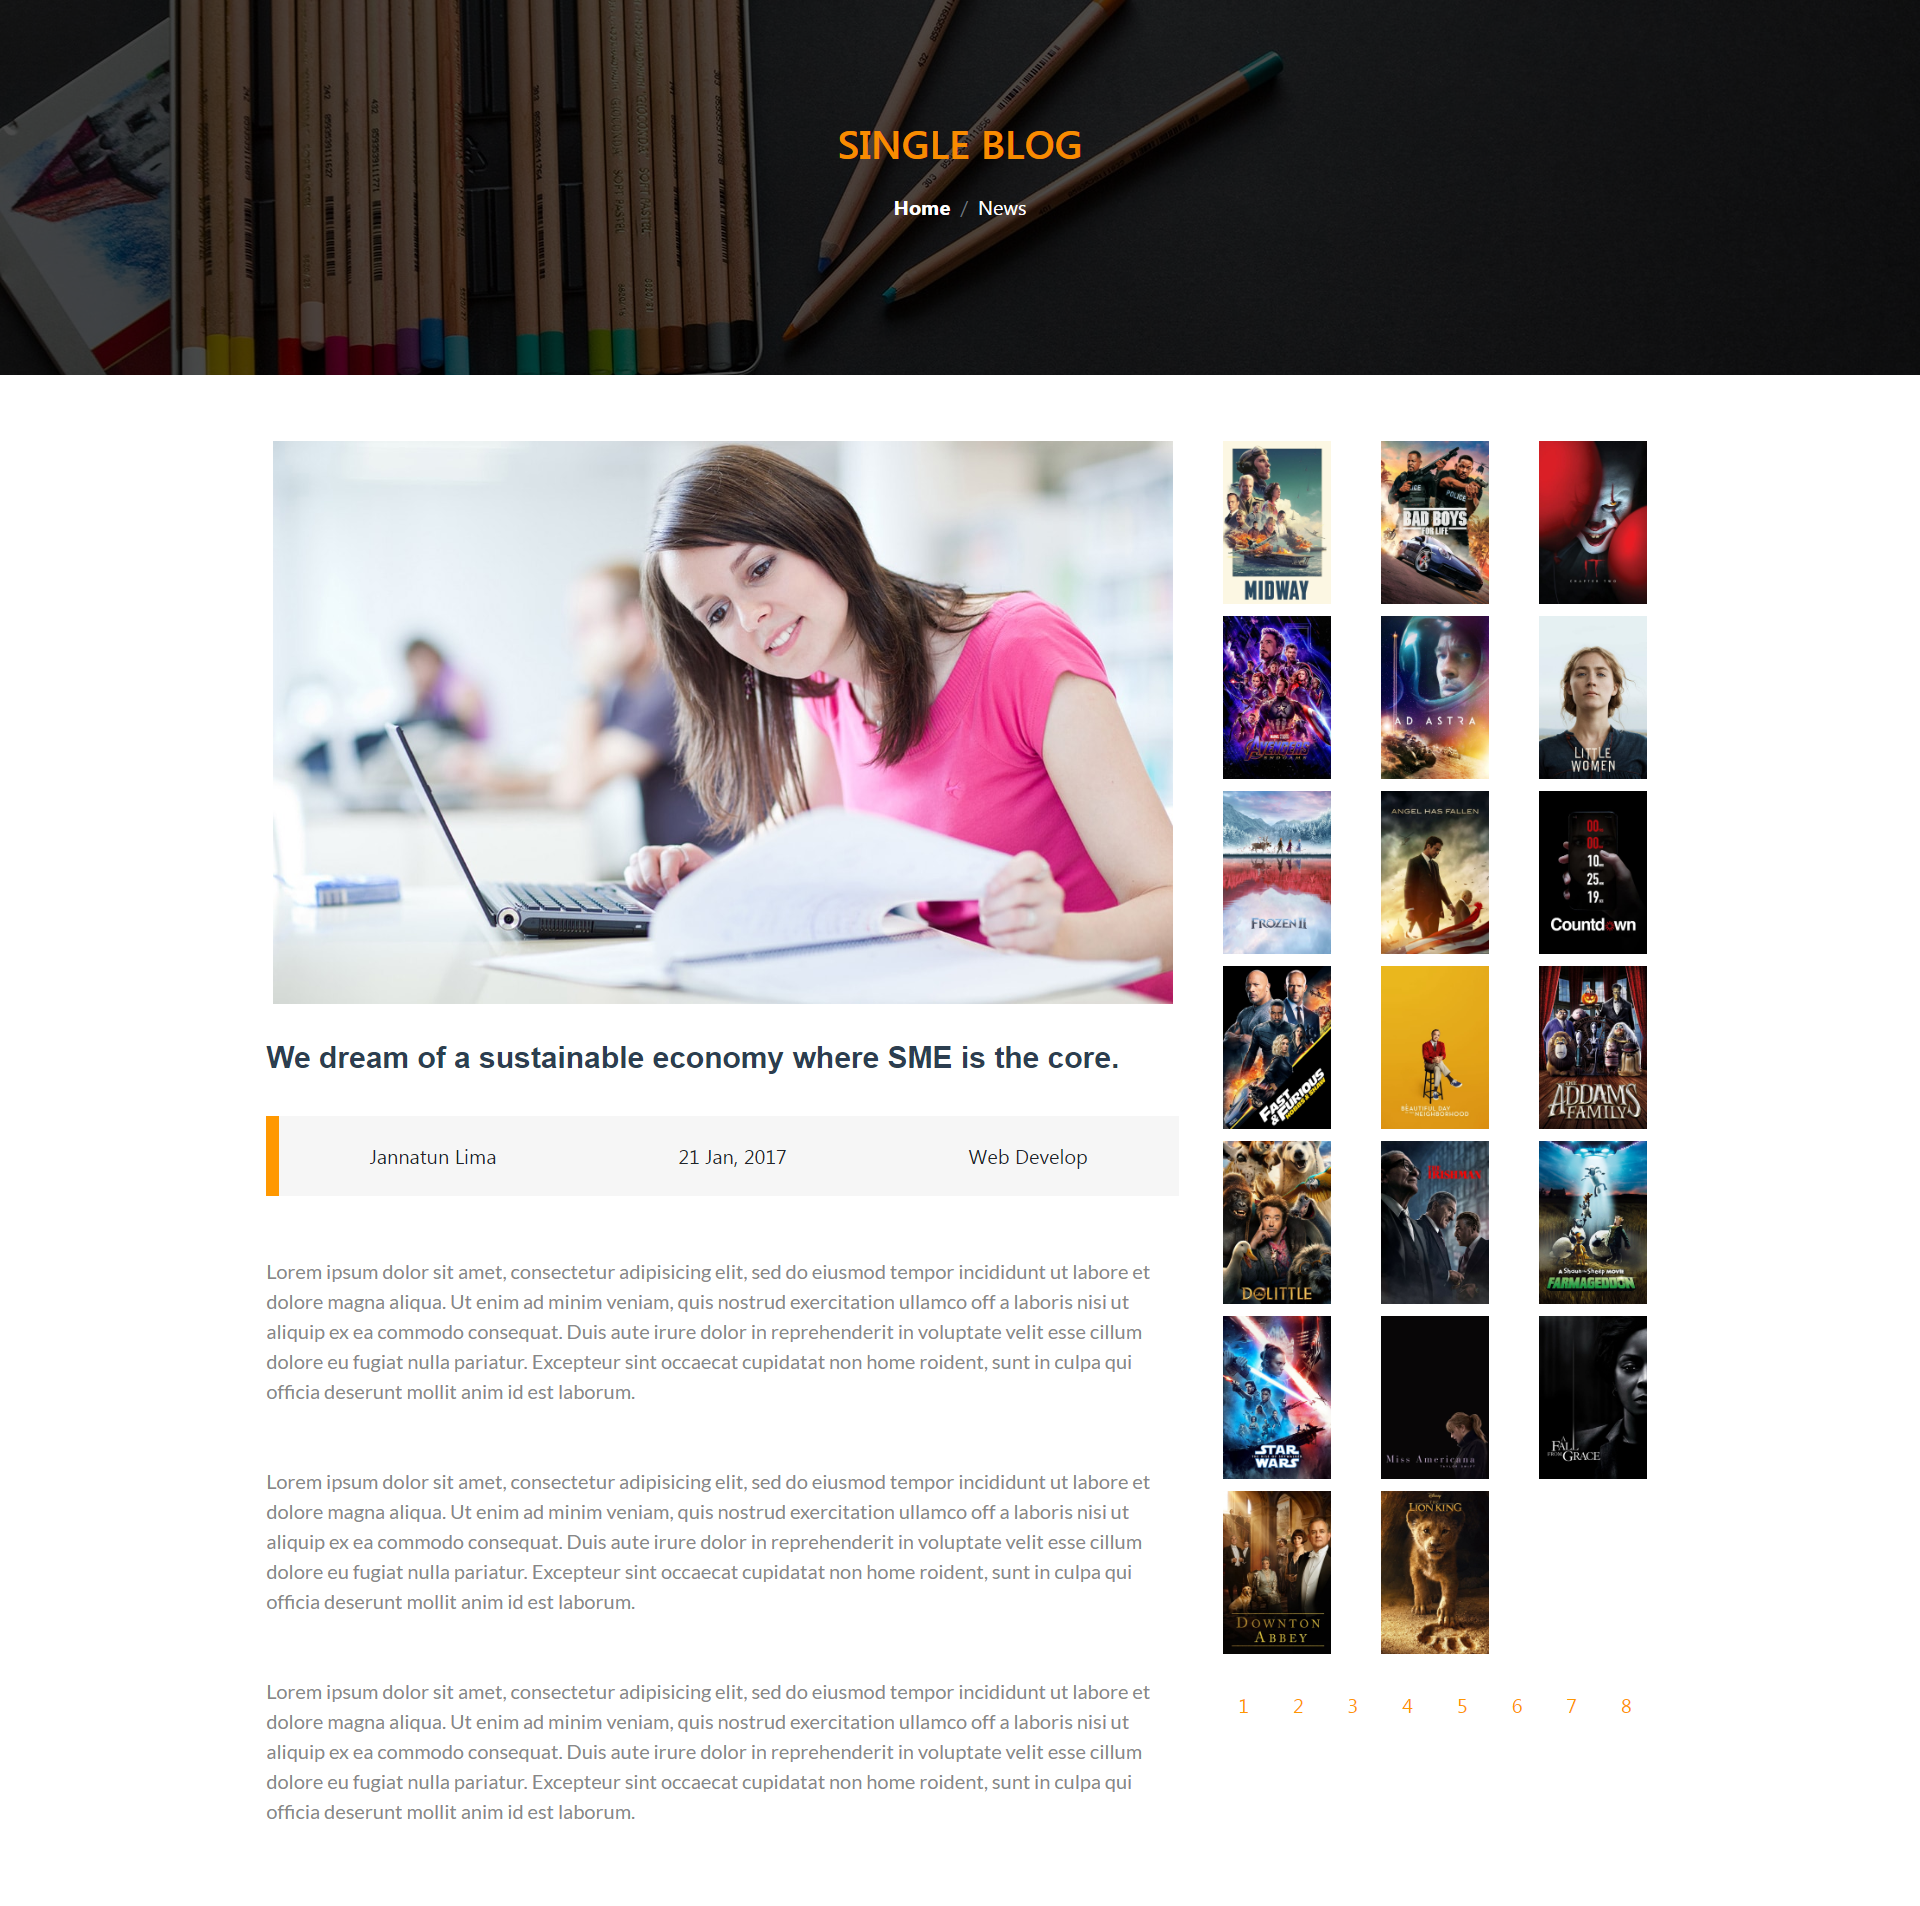 SINGLE BLOG
Home / News
MIDWAY
BAD BOYS
FOR LIFE
POLICE
IT
CHAPTER TWO
AVENGERS
ENDGAME
AD ASTRA
LITTLE
WOMEN
FROZEN II
ANGEL HAS FALLEN
00
00
10
25
19
Countdown
FAST
& FURIOUS
HOBBS & SHAW
BEAUTIFUL DAY
NEIGHBORHOOD
THE
ADDAMS
FAMILY
DOLITTLE
A Shaun the Sheep MOVIE
FARMAGEDDON
STAR
WARS
Miss Americana
A
FALL
FROM GRACE
DOWNTON
ABBEY
Disney
LION KING
1 2 3 4 5 6 7 8
We dream of a sustainable economy where SME is the core.
Jannatun Lima
21 Jan, 2017
Web Develop
Lorem ipsum dolor sit amet, consectetur adipisicing elit, sed do eiusmod tempor incididunt ut labore et
dolore magna aliqua. Ut enim ad minim veniam, quis nostrud exercitation ullamco off a laboris nisi ut
aliquip ex ea commodo consequat. Duis aute irure dolor in reprehenderit in voluptate velit esse cillum
dolore eu fugiat nulla pariatur. Excepteur sint occaecat cupidatat non home roident, sunt in culpa qui
officia deserunt mollit anim id est laborum.
Lorem ipsum dolor sit amet, consectetur adipisicing elit, sed do eiusmod tempor incididunt ut labore et
dolore magna aliqua. Ut enim ad minim veniam, quis nostrud exercitation ullamco off a laboris nisi ut
aliquip ex ea commodo consequat. Duis aute irure dolor in reprehenderit in voluptate velit esse cillum
dolore eu fugiat nulla pariatur. Excepteur sint occaecat cupidatat non home roident, sunt in culpa qui
officia deserunt mollit anim id est laborum.
Lorem ipsum dolor sit amet, consectetur adipisicing elit, sed do eiusmod tempor incididunt ut labore et
dolore magna aliqua. Ut enim ad minim veniam, quis nostrud exercitation ullamco off a laboris nisi ut
aliquip ex ea commodo consequat. Duis aute irure dolor in reprehenderit in voluptate velit esse cillum
dolore eu fugiat nulla pariatur. Excepteur sint occaecat cupidatat non home roident, sunt in culpa qui
officia deserunt mollit anim id est laborum.